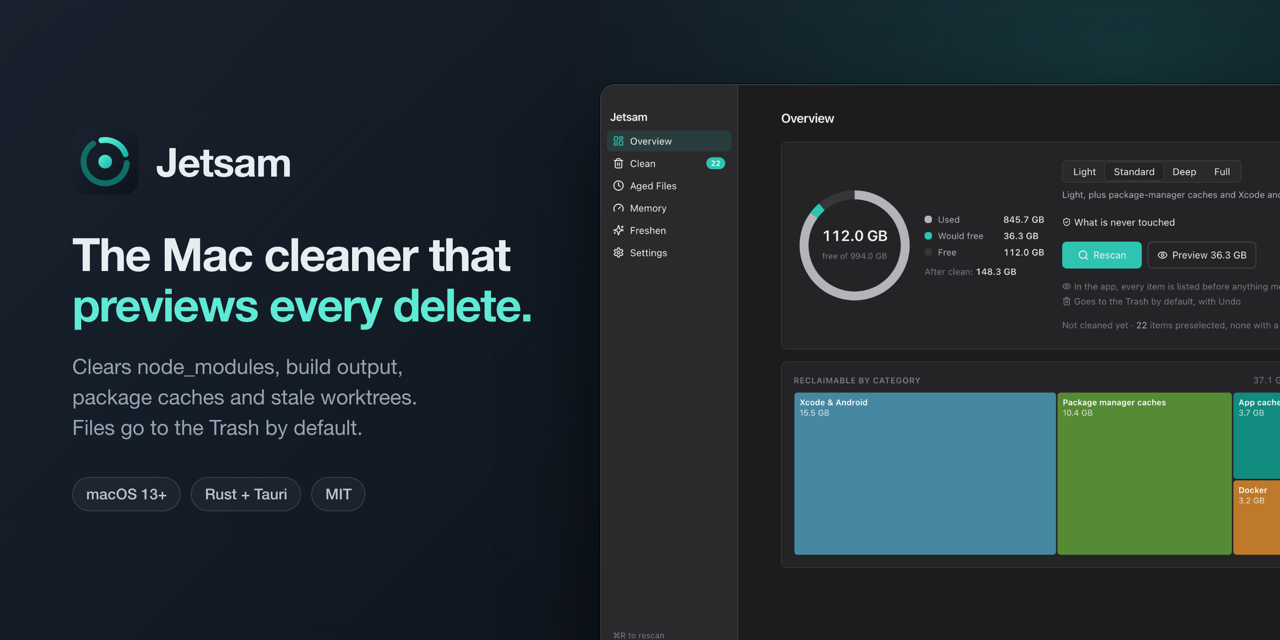 Jetsam
The Mac cleaner that
previews every delete.
Clears node_modules, build output,
package caches and stale worktrees.
Files go to the Trash by default.
macOS 13+
Rust + Tauri
MIT
Jetsam
Overview
Clean 22
Aged Files
Memory
Freshen
Settings
⌘R to rescan
Overview
112.0 GB
free of 994.0 GB
Used 845.7 GB
Would free 36.3 GB
Free 112.0 GB
After clean: 148.3 GB
Light Standard Deep Full
Light, plus package-manager caches and Xcode and
What is never touched
Rescan Preview 36.3 GB
In the app, every item is listed before anything
Goes to the Trash by default, with Undo
Not cleaned yet · 22 items preselected, none with a
RECLAIMABLE BY CATEGORY 37.1
Xcode & Android
15.5 GB
Package manager caches
10.4 GB
App cache
3.7 GB
Docker
3.2 GB